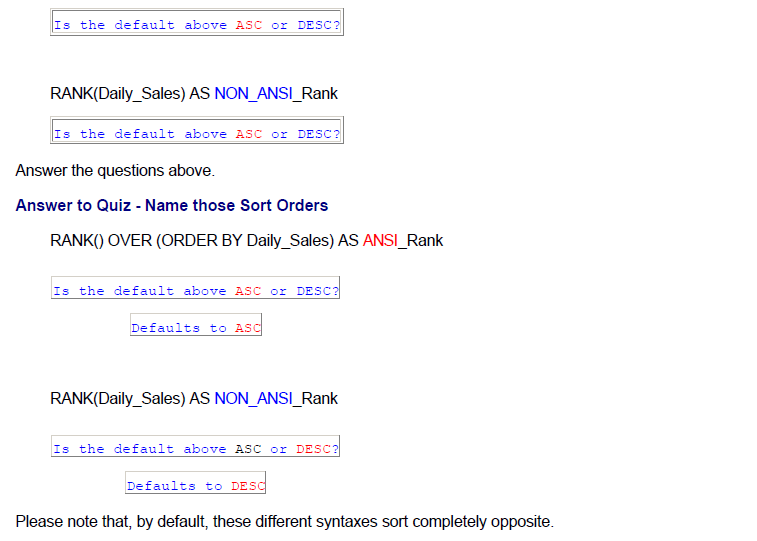 Is the default above ASC or DESC?
RANK(Daily_Sales) AS NON_ANSI_Rank
Is the default above ASC or DESC?
Answer the questions above.
Answer to Quiz - Name those Sort Orders
RANK() OVER (ORDER BY Daily_Sales) AS ANSI_Rank
Is the default above ASC or DESC?
Defaults to ASC
RANK(Daily_Sales) AS NON_ANSI_Rank
Is the default above ASC or DESC?
Defaults to DESC
Please note that, by default, these different syntaxes sort completely opposite.